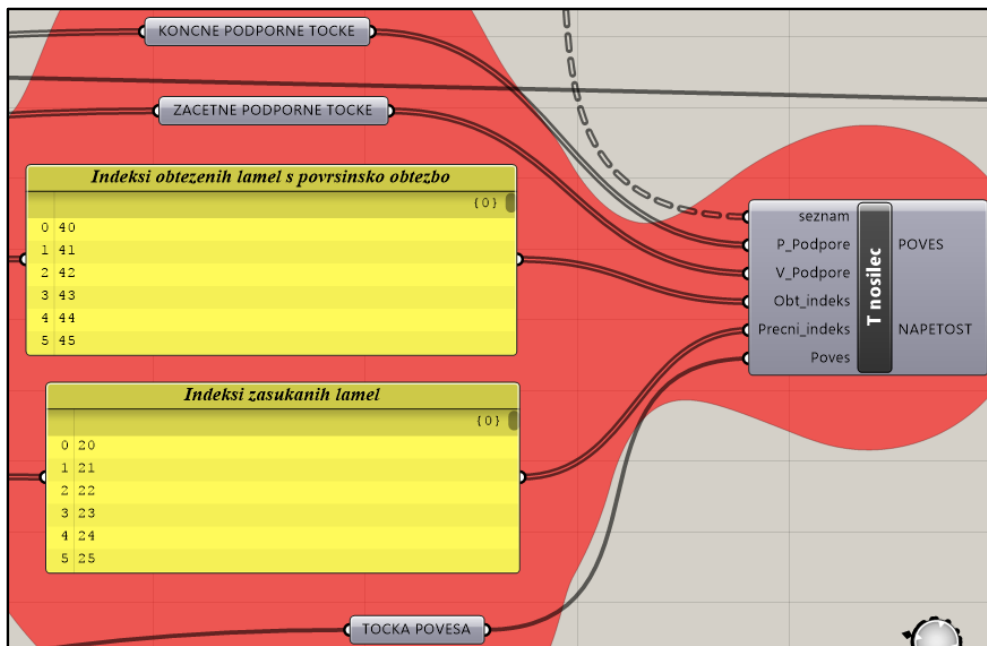 KONCNE PODPORNE TOCKE
ZACETNE PODPORNE TOCKE
Indeksi obtezenih lamel s povrsinsko obtezbo
{0}
0 40
1 41
2 42
3 43
4 44
5 45
Indeksi zasukanih lamel
{0}
0 20
1 21
2 22
3 23
4 24
5 25
TOCKA POVESA
seznam
P_Podpore
V_Podpore
Obt_indeks
Precni_indeks
Poves
T nosilec
POVES
NAPETOST